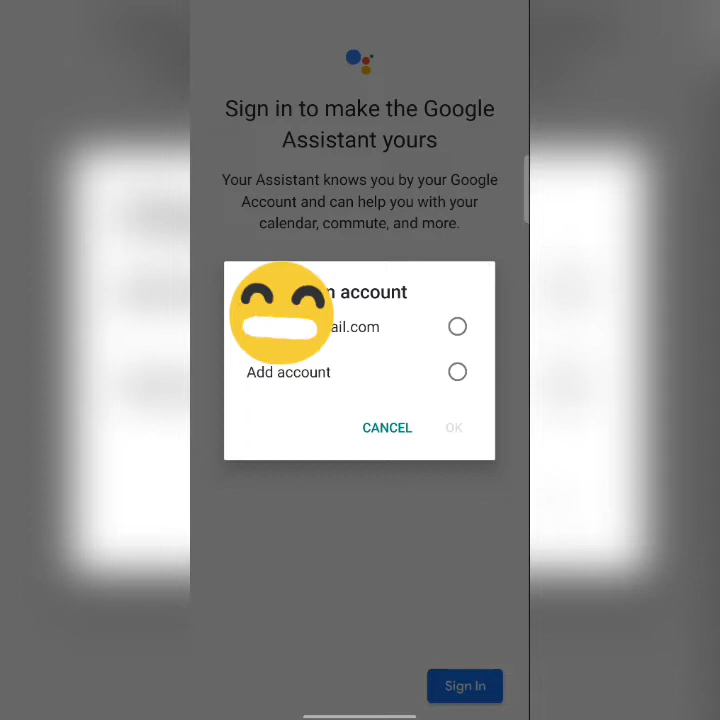 Sign in to make the Google
Assistant yours
Your Assistant knows you by your Google
Account and can help you with your
calendar, commute, and more.
account
ail.com
Add account
CANCEL
OK
Sign In